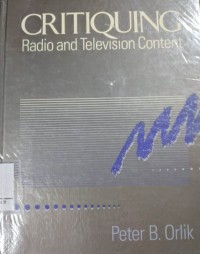 CRITIQUING
Radio and Television Content
Peter B. Orlik